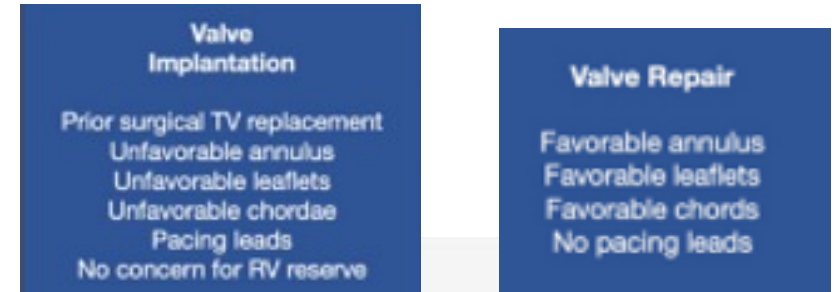 Valve
Implantation
Prior surgical TV replacement
Unfavorable annulus
Unfavorable leaflets
Unfavorable chordae
Pacing leads
No concern for RV reserve
Valve Repair
Favorable annulus
Favorable leaflets
Favorable chords
No pacing leads